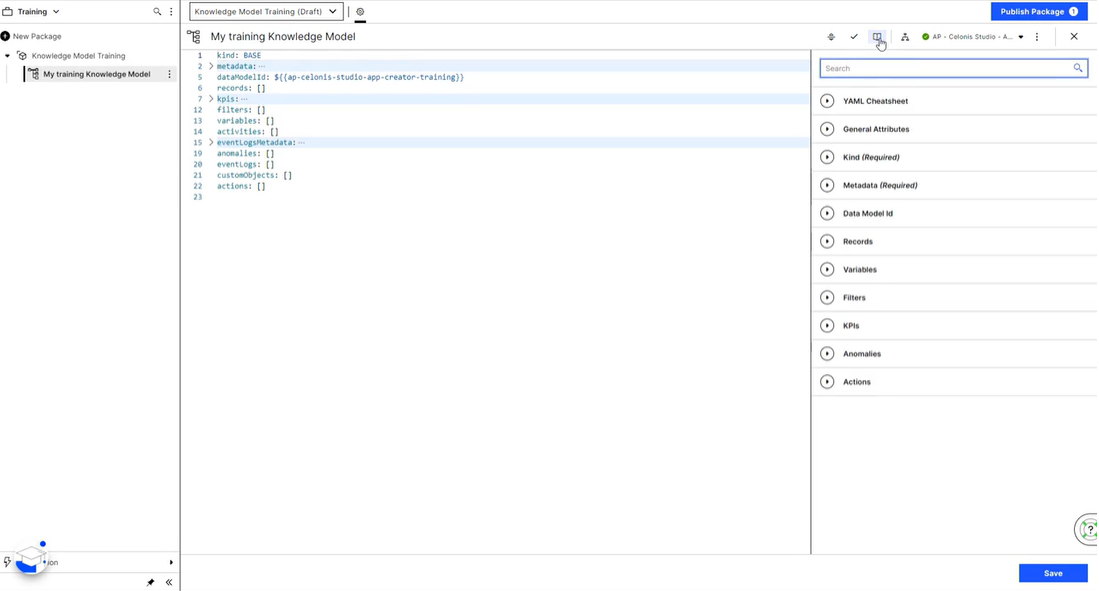 Training
Knowledge Model Training (Draft)
Publish Package 1
New Package
Knowledge Model Training
My training Knowledge Model
My training Knowledge Model
AP - Celonis Studio - A...
1 kind: BASE
2 metadata: ...
5 dataModelId: ${{ap-celonis-studio-app-creator-training}}
6 records: []
7 kpis: ...
12 filters: []
13 variables: []
14 activities: []
15 eventLogsMetadata: ...
19 anomalies: []
20 eventLogs: []
21 customObjects: []
22 actions: []
23
Search
YAML Cheatsheet
General Attributes
Kind (Required)
Metadata (Required)
Data Model Id
Records
Variables
Filters
KPIs
Anomalies
Actions
?
ion
Save